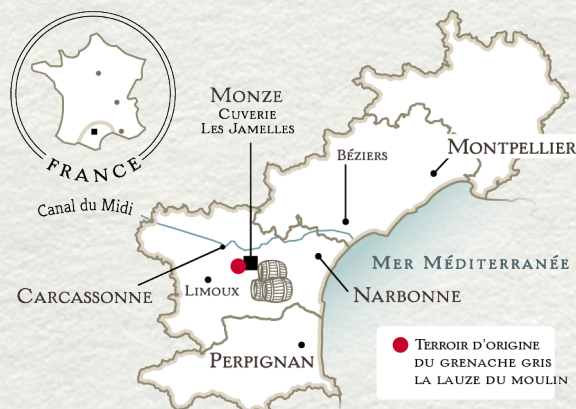 FRANCE
MONZE
CUVERIE
LES JAMELLES
BÉZIERS
MONTPELLIER
Canal du Midi
MER MÉDITERRANÉE
CARCASSONNE
LIMOUX
NARBONNE
PERPIGNAN
TERROIR D'ORIGINE
DU GRENACHE GRIS
LA LAUZE DU MOULIN